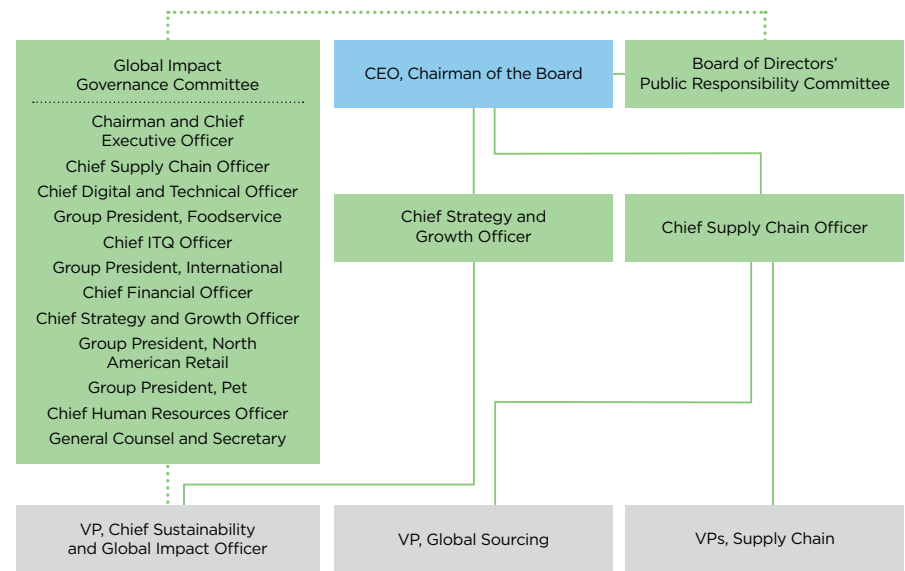 Global Impact
Governance Committee
Chairman and Chief
Executive Officer
Chief Supply Chain Officer
Chief Digital and Technical Officer
Group President, Foodservice
Chief ITQ Officer
Group President, International
Chief Financial Officer
Chief Strategy and Growth Officer
Group President, North
American Retail
Group President, Pet
Chief Human Resources Officer
General Counsel and Secretary
CEO, Chairman of the Board
Board of Directors’
Public Responsibility Committee
Chief Strategy and
Growth Officer
Chief Supply Chain Officer
VP, Chief Sustainability
and Global Impact Officer
VP, Global Sourcing
VPs, Supply Chain